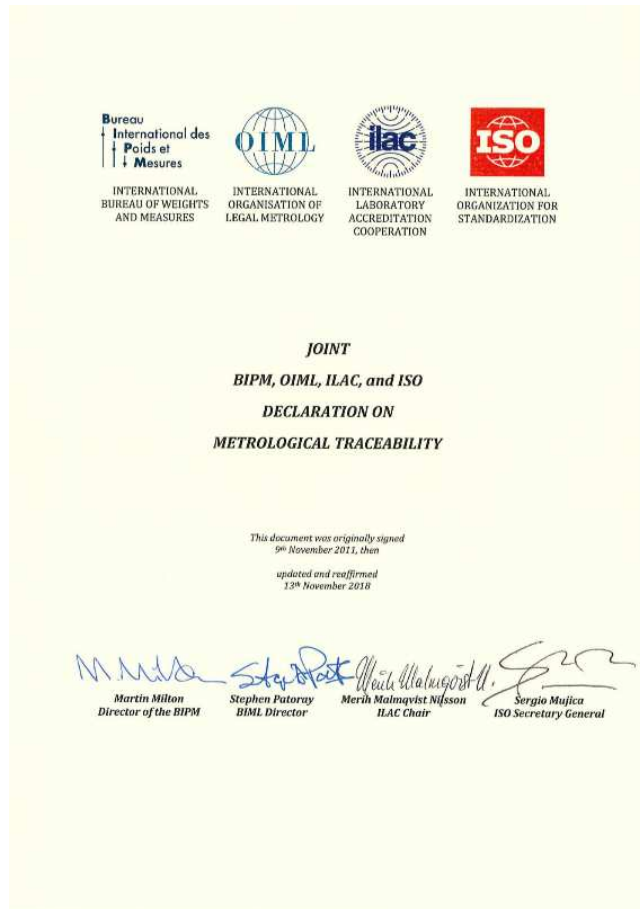 Bureau
International des
Poids et
Mesures
OIML
ilac
ISO
INTERNATIONAL
BUREAU OF WEIGHTS
AND MEASURES
INTERNATIONAL
ORGANISATION OF
LEGAL METROLOGY
INTERNATIONAL
LABORATORY
ACCREDITATION
COOPERATION
INTERNATIONAL
ORGANIZATION FOR
STANDARDIZATION
JOINT
BIPM, OIML, ILAC, and ISO
DECLARATION ON
METROLOGICAL TRACEABILITY
This document was originally signed
9th November 2011, then
updated and reaffirmed
13th November 2018
M. Milton
Merih Malmqvist N.
Martin Milton
Director of the BIPM
Stephen Patoray
BIML Director
Merih Malmqvist Nilsson
ILAC Chair
Sergio Mujica
ISO Secretary General